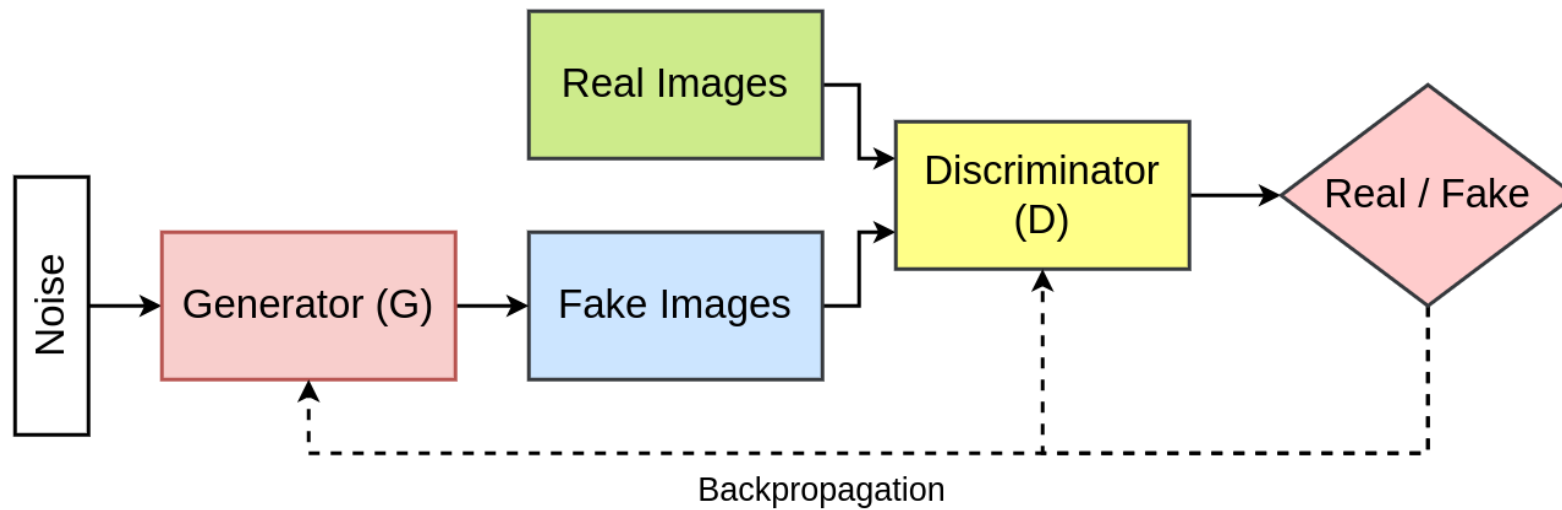 Real Images
Discriminator
(D)
Real / Fake
Noise
Generator (G)
Fake Images
Backpropagation